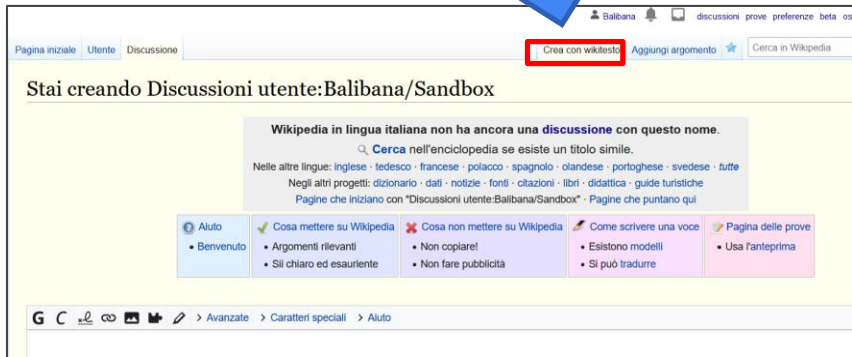 Balibana discussioni prove preferenze beta os
Pagina iniziale Utente Discussione Crea con wikitesto Aggiungi argomento Cerca in Wikipedia
Stai creando Discussioni utente:Balibana/Sandbox
Wikipedia in lingua italiana non ha ancora una discussione con questo nome.
Cerca nell'enciclopedia se esiste un titolo simile.
Nelle altre lingue: inglese · tedesco · francese · polacco · spagnolo · olandese · portoghese · svedese · tutte
Negli altri progetti: dizionario · dati · notizie · fonti · citazioni · libri · didattica · guide turistiche
Pagine che iniziano con "Discussioni utente:Balibana/Sandbox" · Pagine che puntano qui
Aiuto
• Benvenuto
Cosa mettere su Wikipedia
• Argomenti rilevanti
• Sii chiaro ed esauriente
Cosa non mettere su Wikipedia
• Non copiare!
• Non fare pubblicità
Come scrivere una voce
• Esistono modelli
• Si può tradurre
Pagina delle prove
• Usa l'anteprima
G C > Avanzate > Caratteri speciali > Aiuto